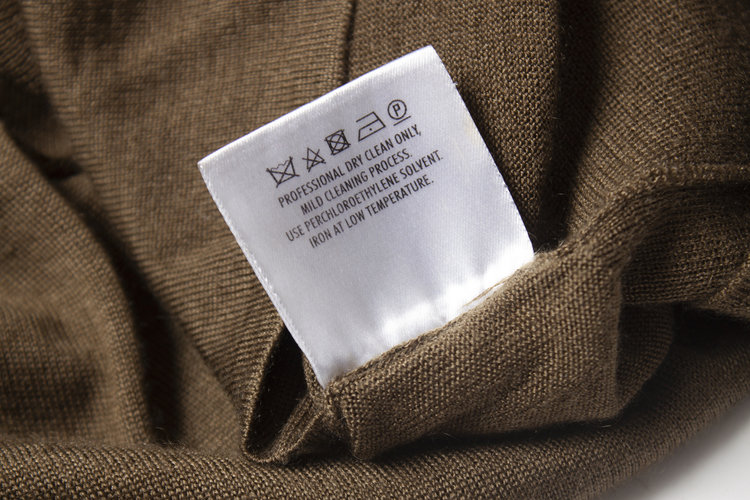 P
PROFESSIONAL DRY CLEAN ONLY,
MILD CLEANING PROCESS.
USE PERCHLOROETHYLENE SOLVENT.
IRON AT LOW TEMPERATURE.